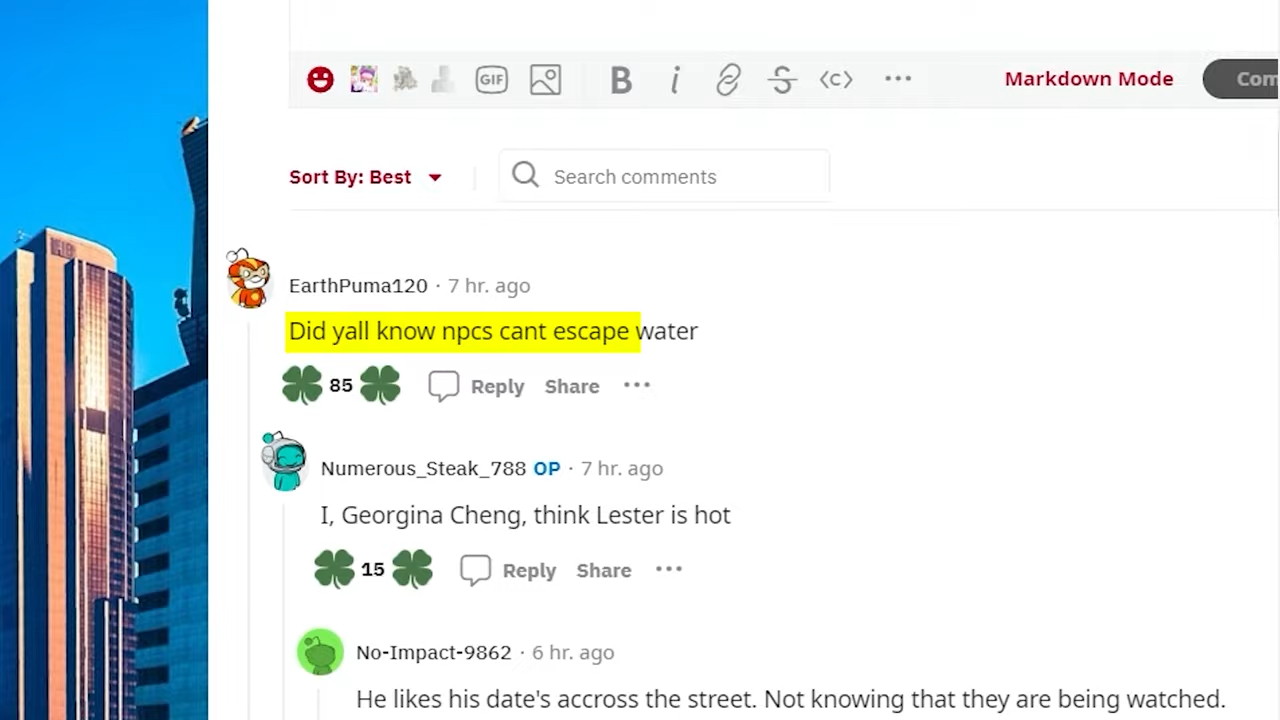 GIF
B
i
<c>
Markdown Mode
Com
Sort By: Best
Search comments
EarthPuma120 · 7 hr. ago
Did yall know npcs cant escape water
85
Reply
Share
Numerous_Steak_788 OP · 7 hr. ago
I, Georgina Cheng, think Lester is hot
15
Reply
Share
No-Impact-9862 · 6 hr. ago
He likes his date's accross the street. Not knowing that they are being watched.